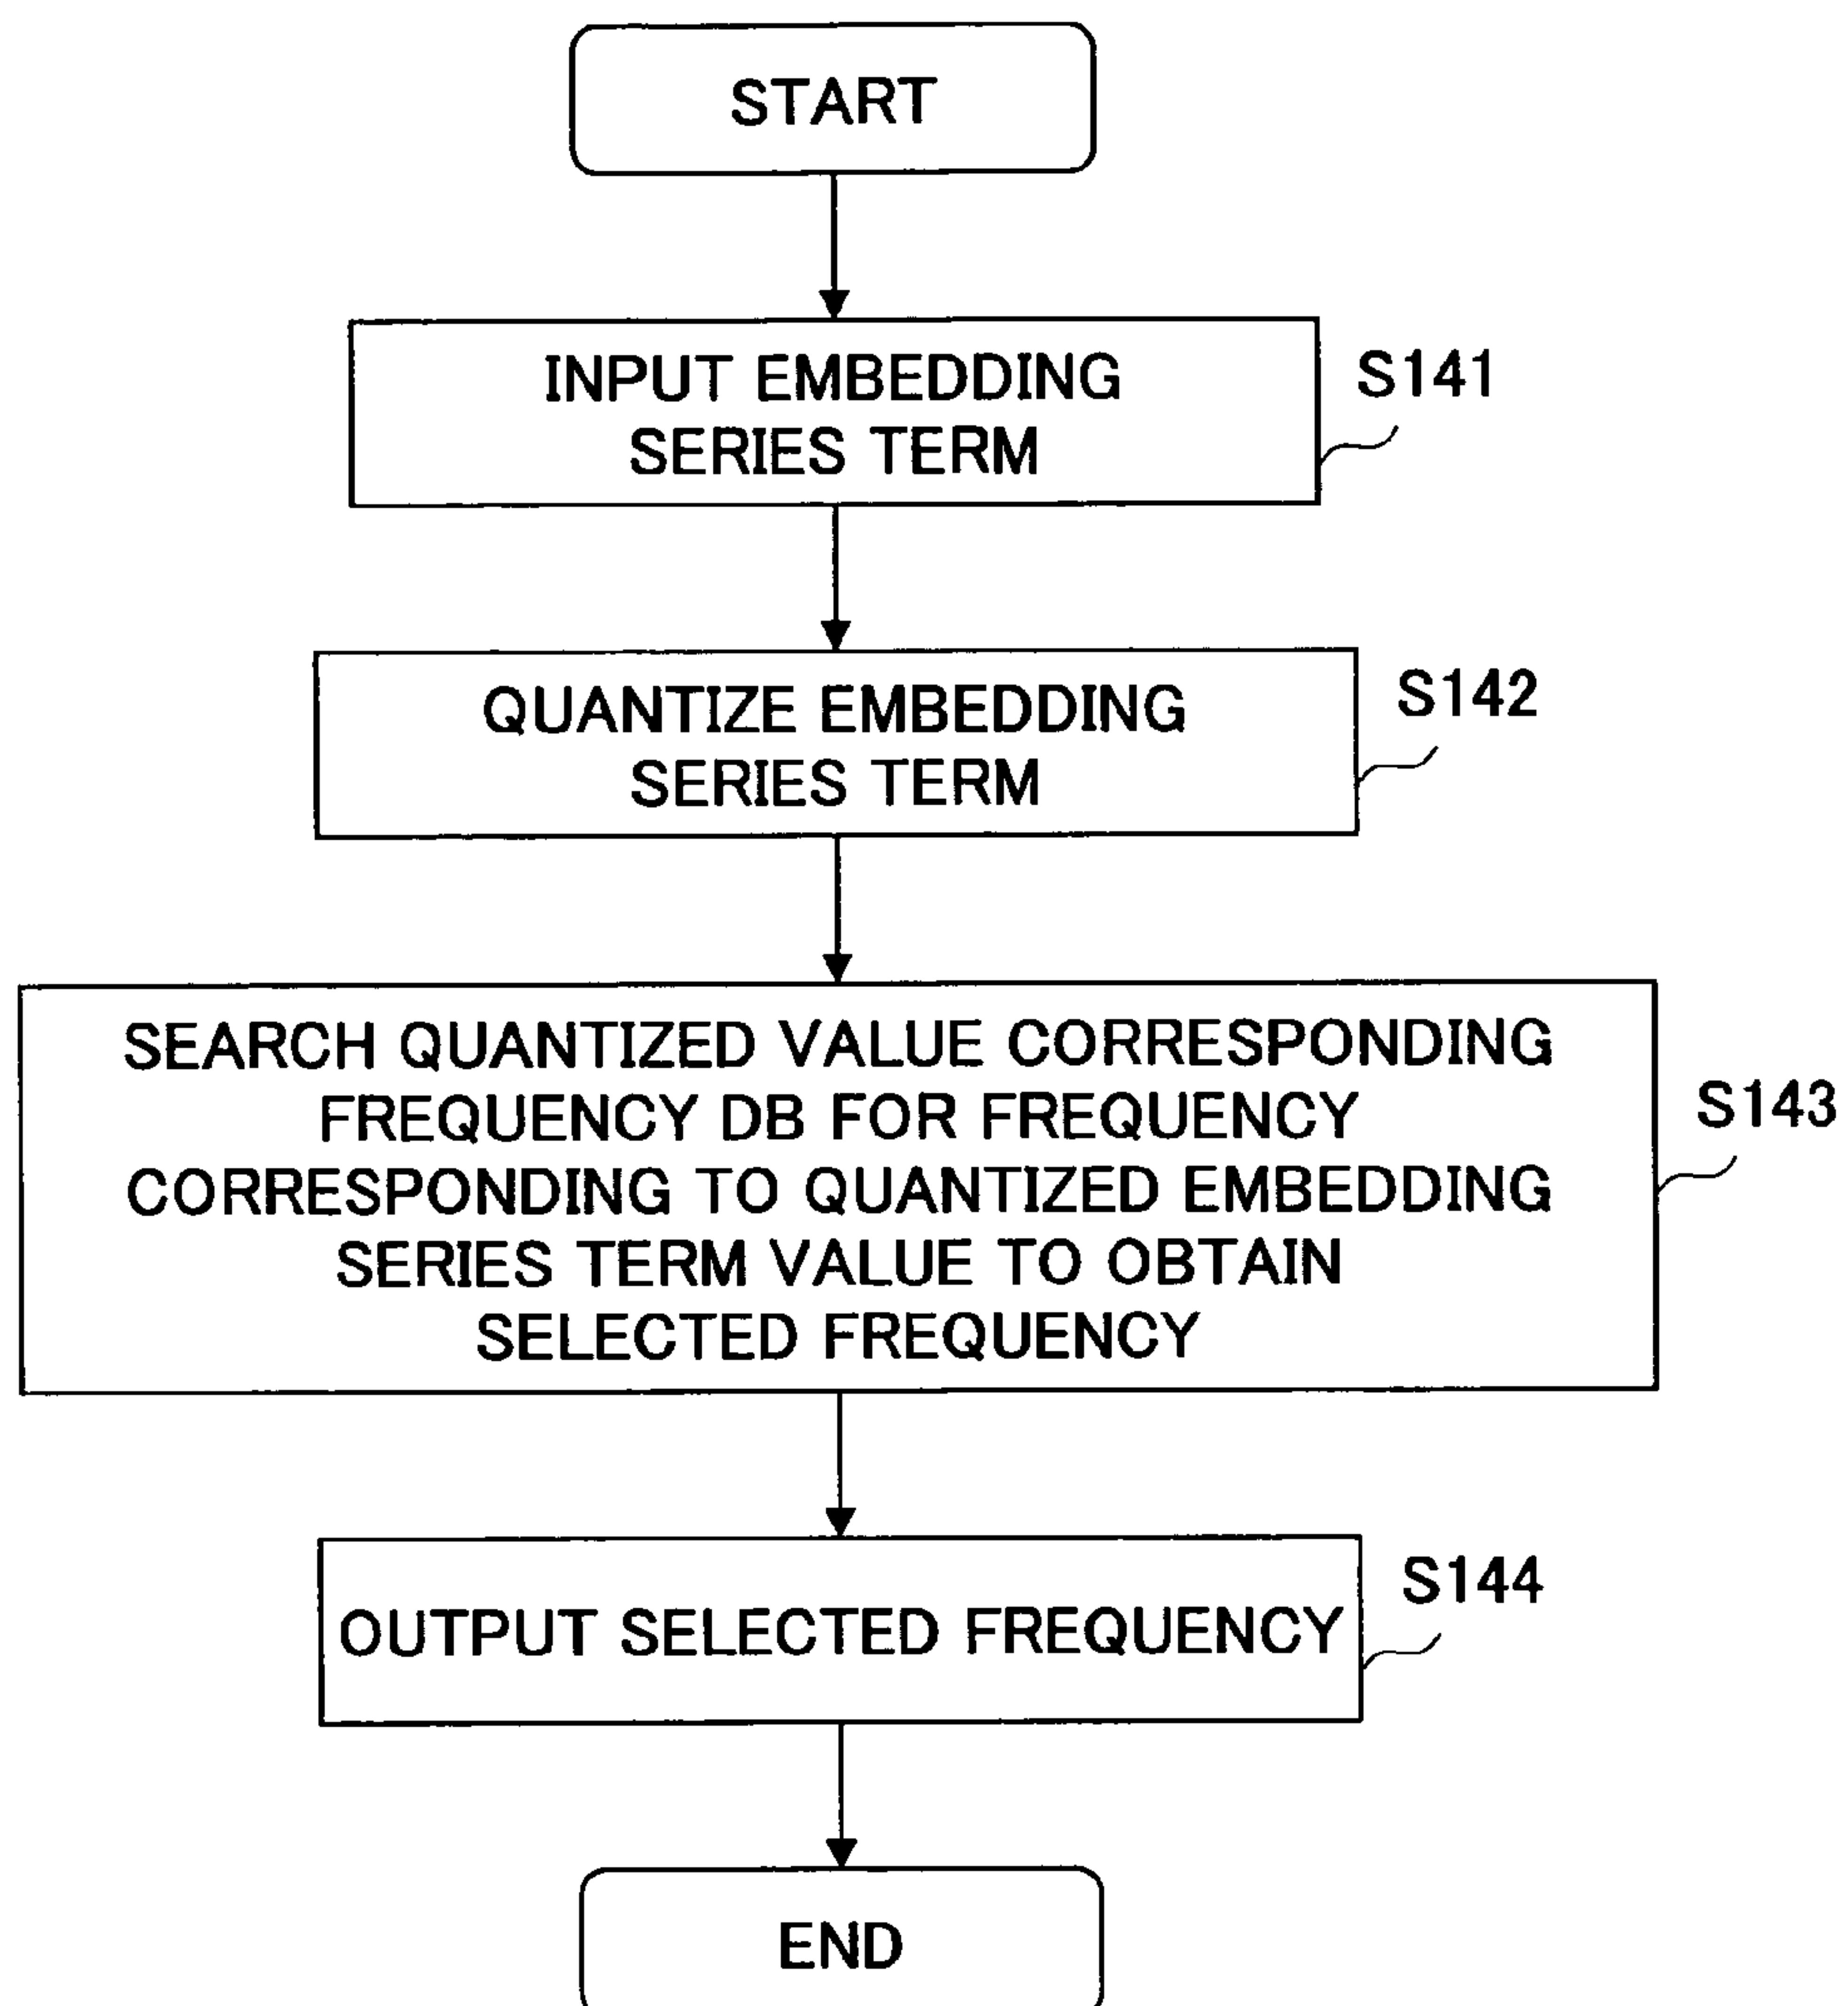 START
INPUT EMBEDDING
SERIES TERM
S141
QUANTIZE EMBEDDING
SERIES TERM
S142
SEARCH QUANTIZED VALUE CORRESPONDING
FREQUENCY DB FOR FREQUENCY
CORRESPONDING TO QUANTIZED EMBEDDING
SERIES TERM VALUE TO OBTAIN
SELECTED FREQUENCY
S143
OUTPUT SELECTED FREQUENCY
S144
END